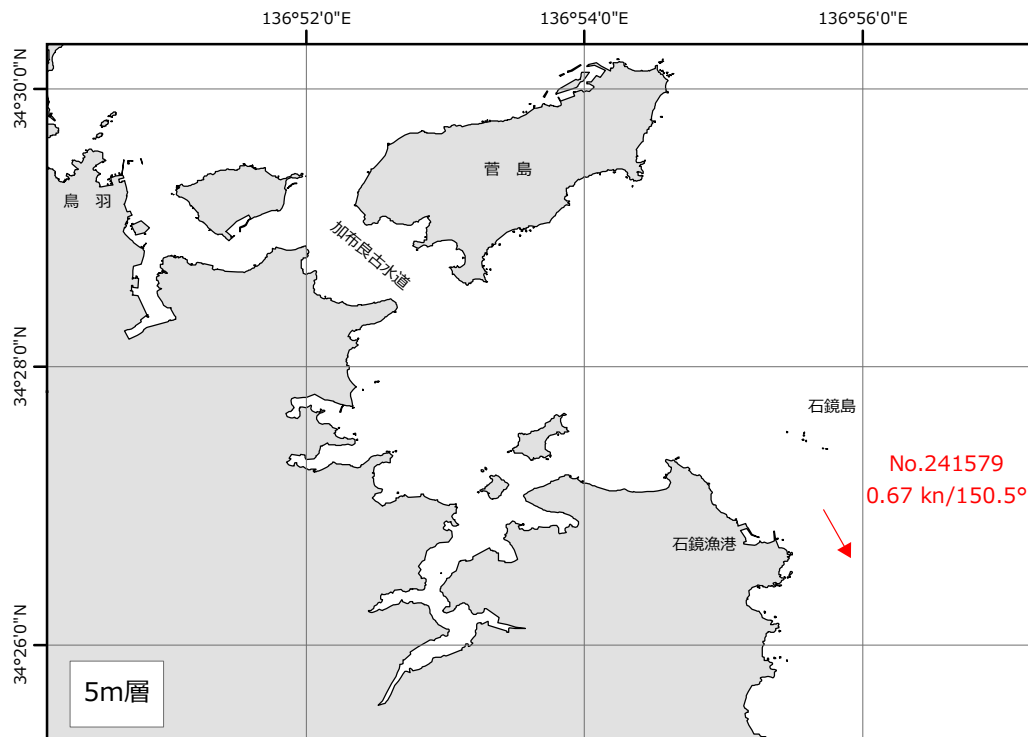 136°52'0"E
136°54'0"E
136°56'0"E
34°30'0"N
菅 島
鳥 羽
加布良古水道
34°28'0"N
石鏡島
No.241579
0.67 kn/150.5°
石鏡漁港
34°26'0"N
5m層